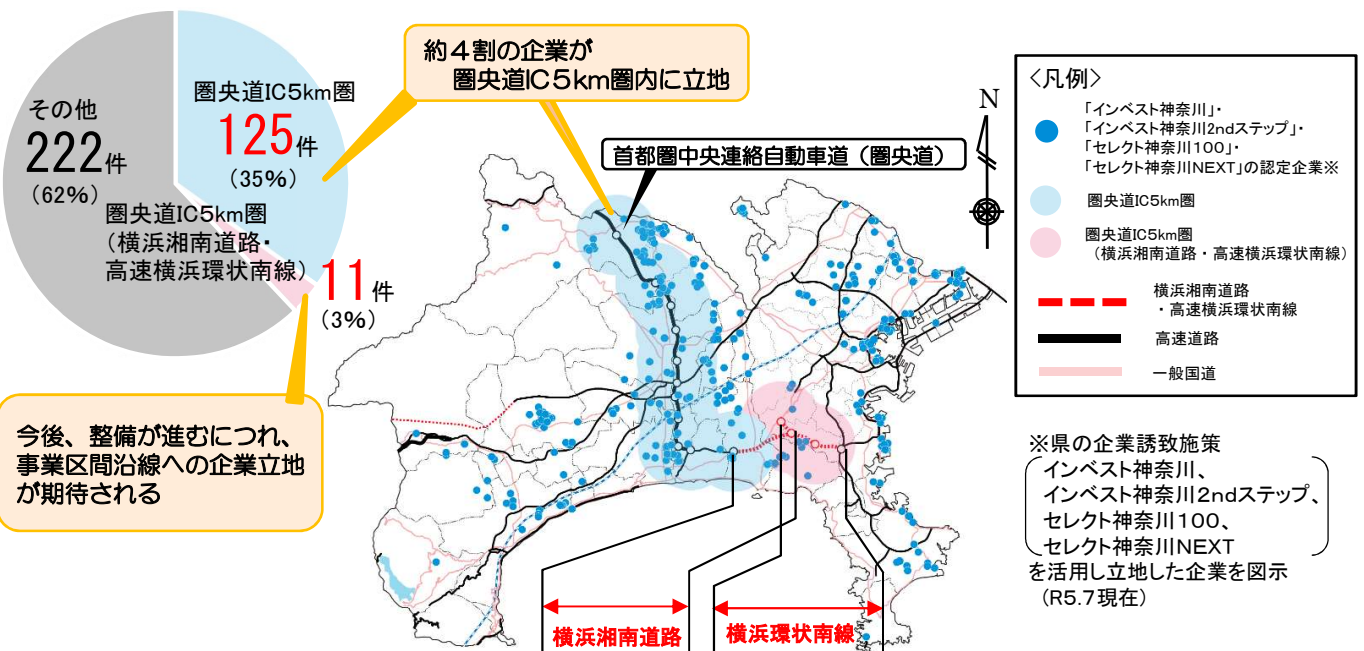 その他
222件
(62%)
圏央道IC5km圏
125件
(35%)
圏央道IC5km圏
（横浜湘南道路・
高速横浜環状南線）
11件
(3%)
約４割の企業が
圏央道IC5km圏内に立地
首都圏中央連絡自動車道（圏央道）
今後、整備が進むにつれ、
事業区間沿線への企業立地
が期待される
横浜湘南道路
横浜環状南線
N
〈凡例〉
「インベスト神奈川」・
「インベスト神奈川2ndステップ」・
「セレクト神奈川100」・
「セレクト神奈川NEXT」の認定企業※
圏央道IC5km圏
圏央道IC5km圏
（横浜湘南道路・高速横浜環状南線）
横浜湘南道路
・高速横浜環状南線
高速道路
一般国道
※県の企業誘致施策
インベスト神奈川、
インベスト神奈川2ndステップ、
セレクト神奈川100、
セレクト神奈川NEXT
を活用し立地した企業を図示
（R5.7現在）